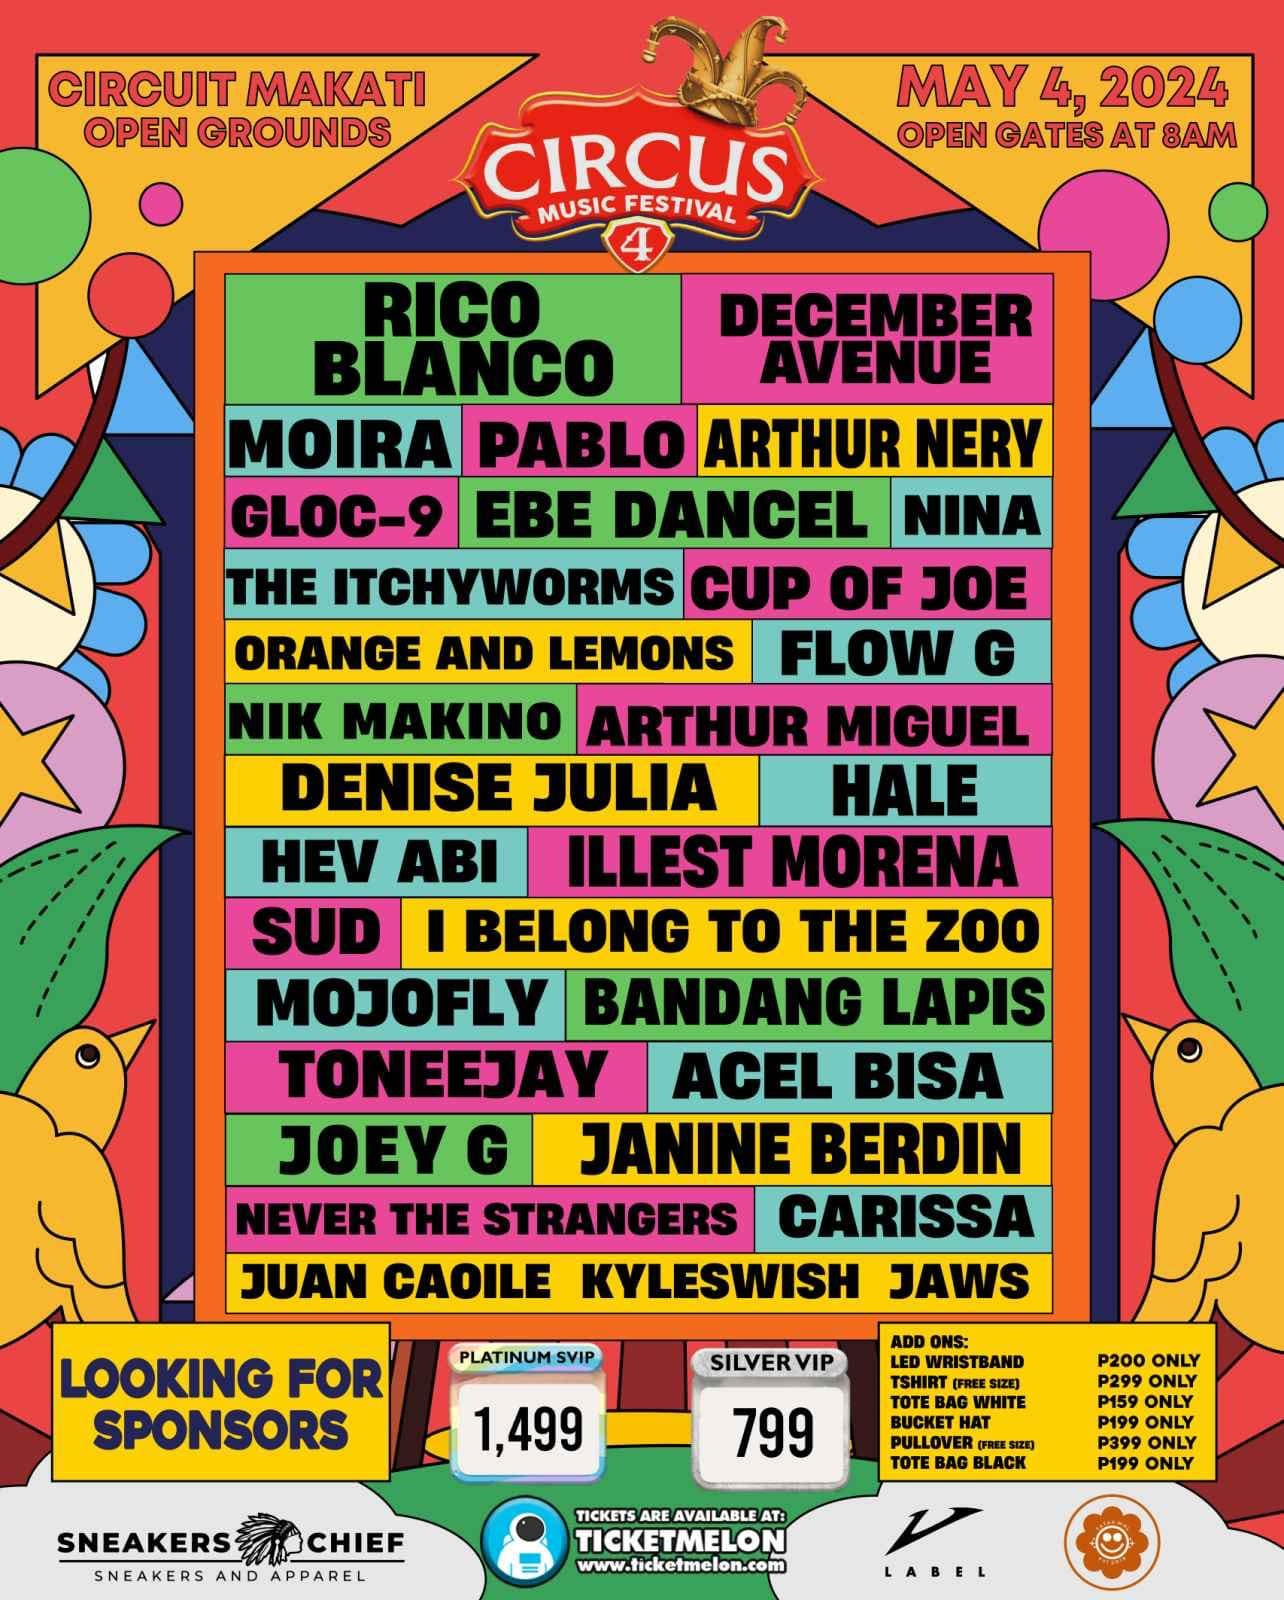 CIRCUIT MAKATI
OPEN GROUNDS
MAY 4, 2024
OPEN GATES AT 8AM
CIRCUS
MUSIC FESTIVAL
4
RICO
BLANCO
DECEMBER
AVENUE
MOIRA
PABLO
ARTHUR NERY
GLOC-9
EBE DANCEL
NINA
THE ITCHYWORMS
CUP OF JOE
ORANGE AND LEMONS
FLOW G
NIK MAKINO
ARTHUR MIGUEL
DENISE JULIA
HALE
HEV ABI
ILLEST MORENA
SUD
I BELONG TO THE ZOO
MOJOFLY
BANDANG LAPIS
TONEEJAY
ACEL BISA
JOEY G
JANINE BERDIN
NEVER THE STRANGERS
CARISSA
JUAN CAOILE KYLESWISH JAWS
LOOKING FOR
SPONSORS
PLATINUM SVIP
1,499
SILVER VIP
799
ADD ONS:
LED WRISTBAND P200 ONLY
TSHIRT (FREE SIZE) P299 ONLY
TOTE BAG WHITE P159 ONLY
BUCKET HAT P199 ONLY
PULLOVER (FREE SIZE) P399 ONLY
TOTE BAG BLACK P199 ONLY
SNEAKERS CHIEF
SNEAKERS AND APPAREL
TICKETS ARE AVAILABLE AT:
TICKETMELON
www.ticketmelon.com
LABEL